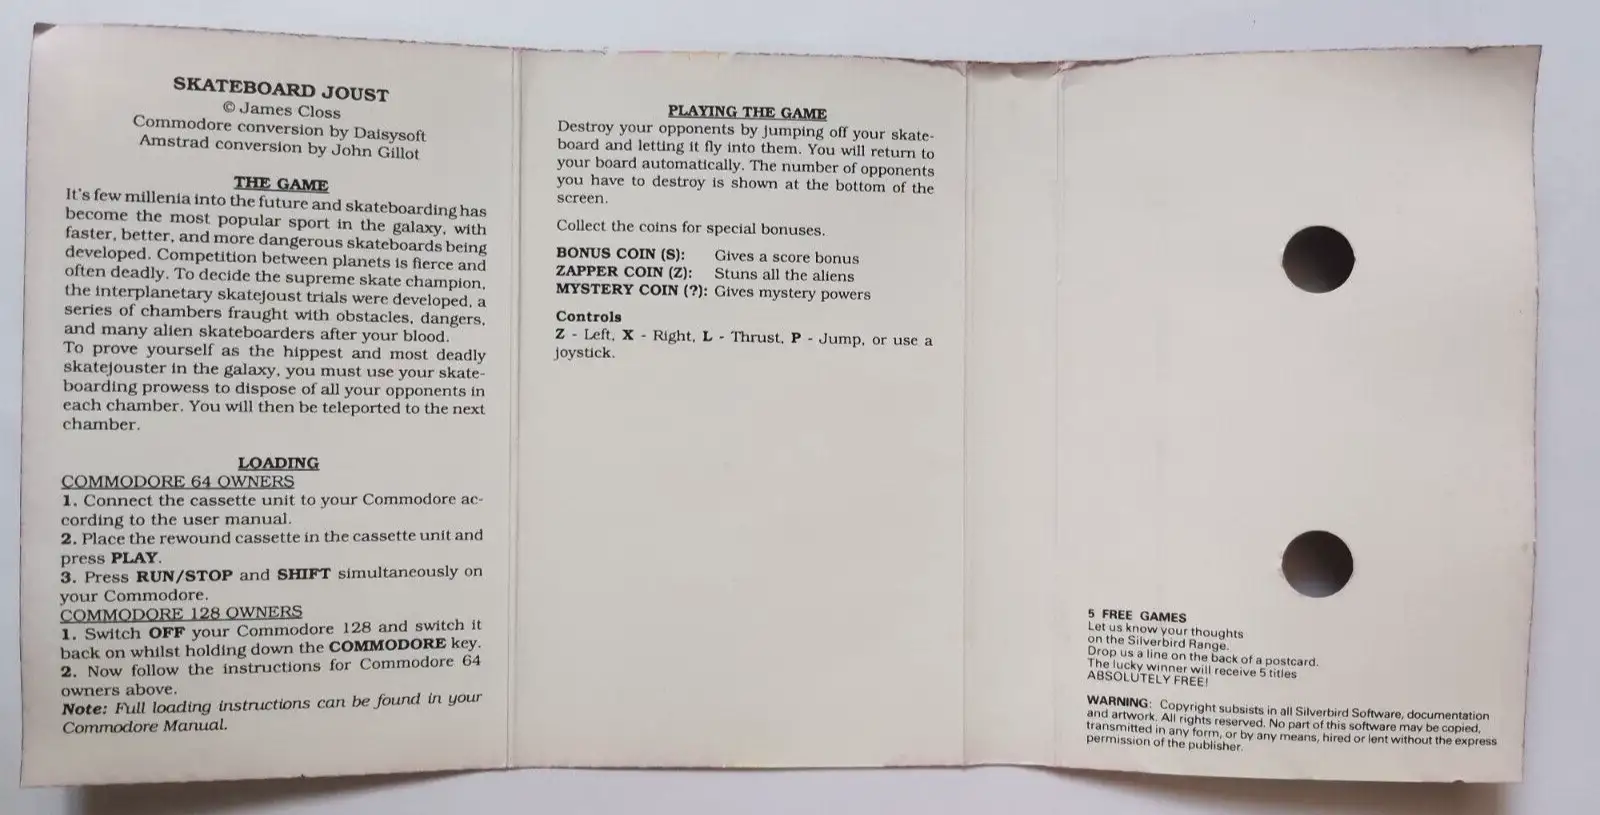 SKATEBOARD JOUST
© James Closs
Commodore conversion by Daisysoft
Amstrad conversion by John Gillot
THE GAME
It's few millenia into the future and skateboarding has
become the most popular sport in the galaxy, with
faster, better, and more dangerous skateboards being
developed. Competition between planets is fierce and
often deadly. To decide the supreme skate champion,
the interplanetary skatejoust trials were developed, a
series of chambers fraught with obstacles, dangers,
and many alien skateboarders after your blood.
To prove yourself as the hippest and most deadly
skatejouster in the galaxy, you must use your skate-
boarding prowess to dispose of all your opponents in
each chamber. You will then be teleported to the next
chamber.
LOADING
COMMODORE 64 OWNERS
1. Connect the cassette unit to your Commodore ac-
cording to the user manual.
2. Place the rewound cassette in the cassette unit and
press PLAY.
3. Press RUN/STOP and SHIFT simultaneously on
your Commodore.
COMMODORE 128 OWNERS
1. Switch OFF your Commodore 128 and switch it
back on whilst holding down the COMMODORE key.
2. Now follow the instructions for Commodore 64
owners above.
Note: Full loading instructions can be found in your
Commodore Manual.
PLAYING THE GAME
Destroy your opponents by jumping off your skate-
board and letting it fly into them. You will return to
your board automatically. The number of opponents
you have to destroy is shown at the bottom of the
screen.
Collect the coins for special bonuses.
BONUS COIN (S): Gives a score bonus
ZAPPER COIN (Z): Stuns all the aliens
MYSTERY COIN (?): Gives mystery powers
Controls
Z - Left, X - Right, L - Thrust, P - Jump, or use a
joystick.
5 FREE GAMES
Let us know your thoughts
on the Silverbird Range.
Drop us a line on the back of a postcard.
The lucky winner will receive 5 titles
ABSOLUTELY FREE!
WARNING: Copyright subsists in all Silverbird Software, documentation
and artwork. All rights reserved. No part of this software may be copied,
transmitted in any form, or by any means, hired or lent without the express
permission of the publisher.